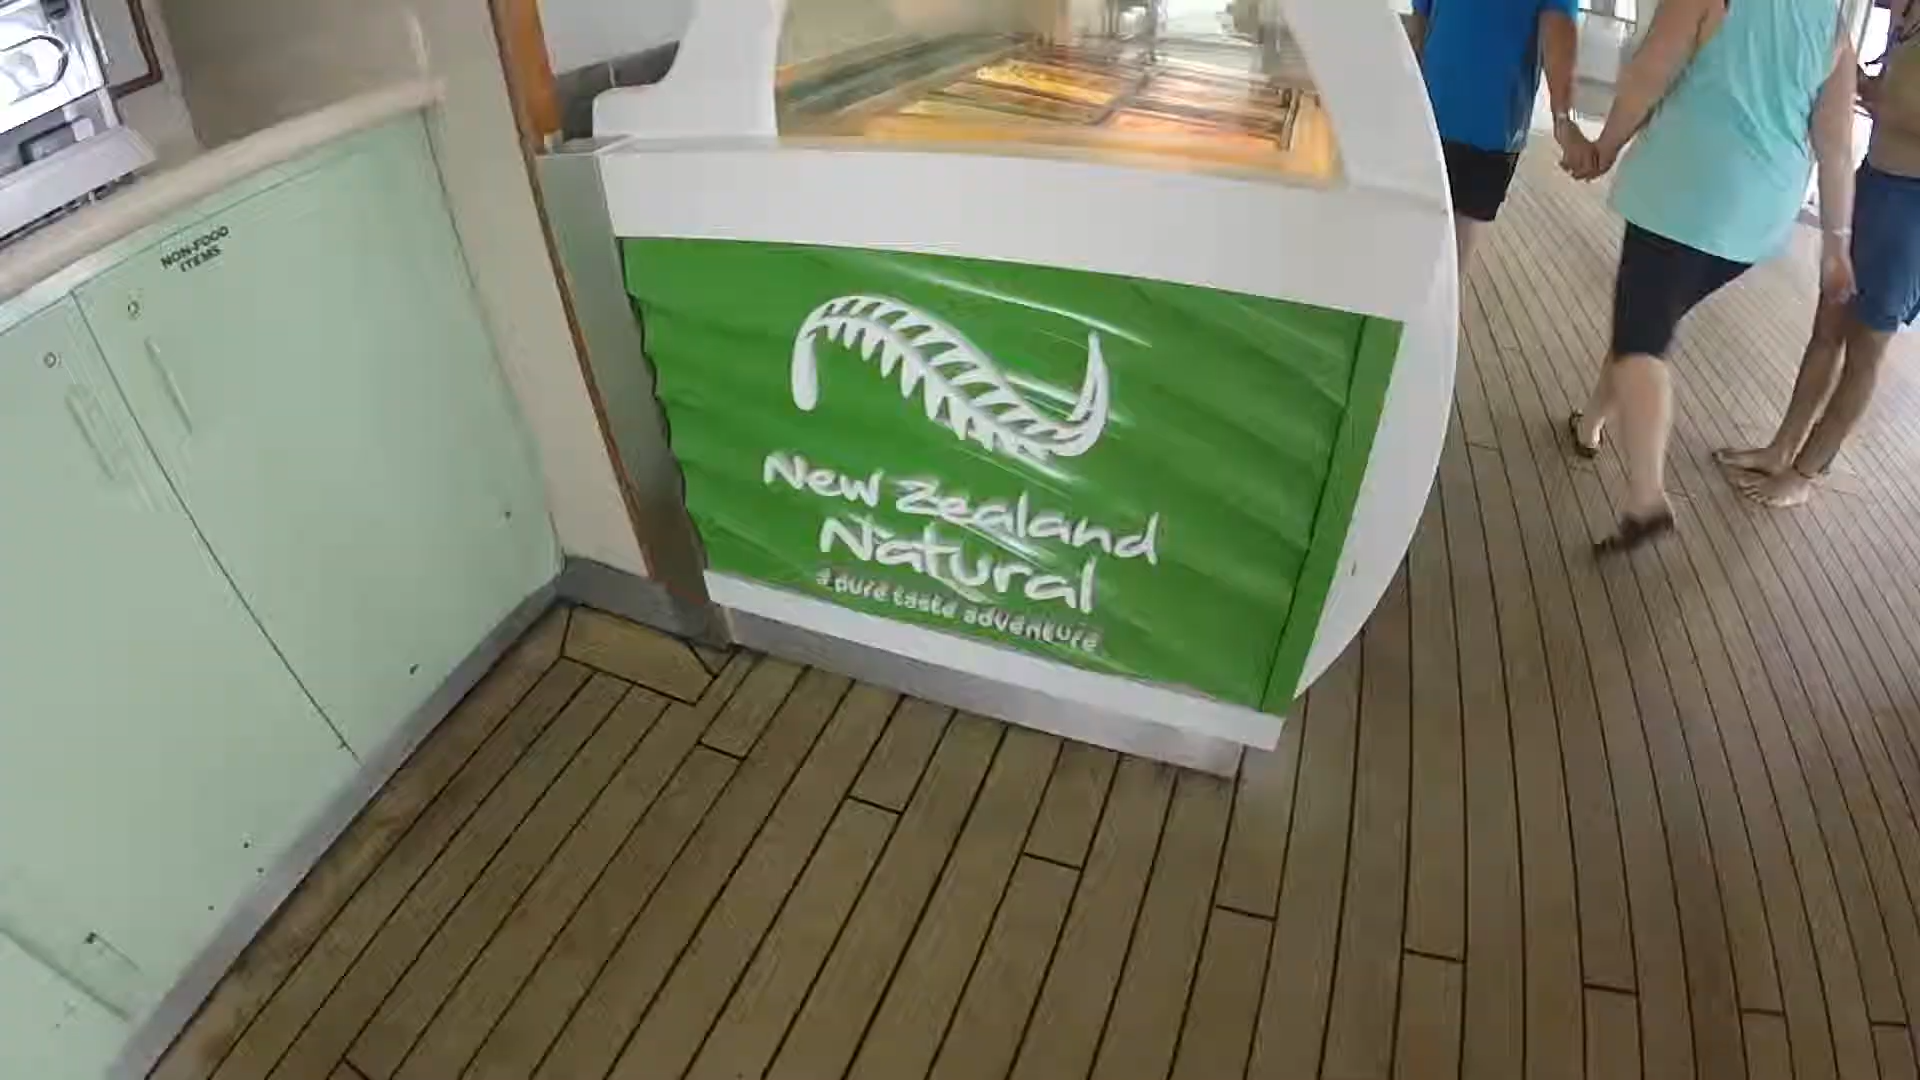 NON-FOOD
ITEMS
New Zealand
Natural
a pure taste adventure